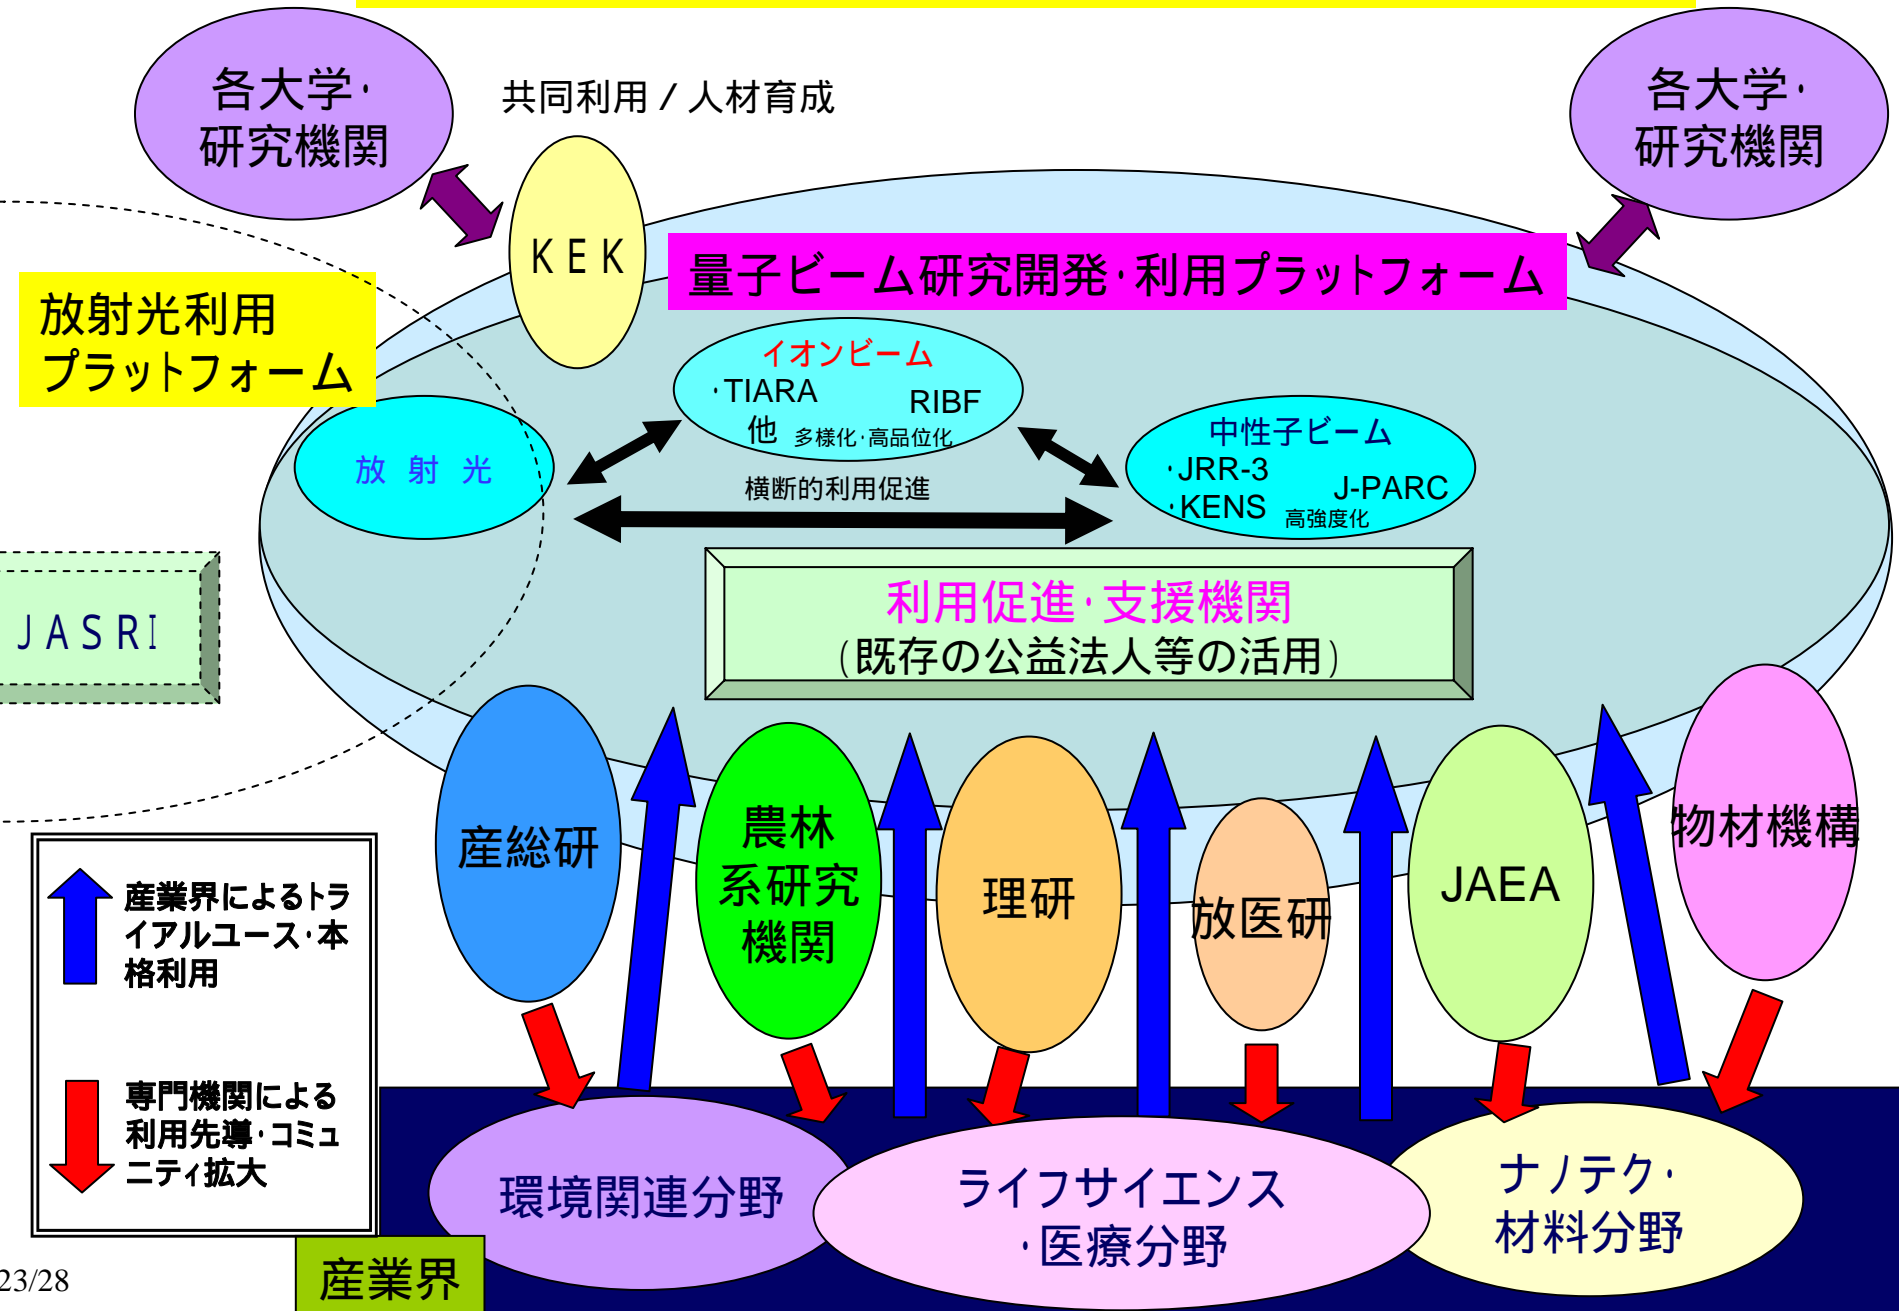 各大学・
研究機関
共同利用/人材育成
各大学・
研究機関
KEK
量子ビーム研究開発・利用プラットフォーム
放射光利用
プラットフォーム
イオンビーム
・TIARA
RIBF
他 多様化・高品位化
放 射 光
中性子ビーム
・JRR-3
J-PARC
・KENS 高強度化
横断的利用促進
利用促進・支援機関
(既存の公益法人等の活用)
JASRI
産総研
農林
系研究
機関
理研
放医研
JAEA
物材機構
産業界によるトラ
イアルユース・本
格利用
専門機関による
利用先導・コミュ
ニティ拡大
環境関連分野
ライフサイエンス
・医療分野
ナノテク・
材料分野
産業界
23/28